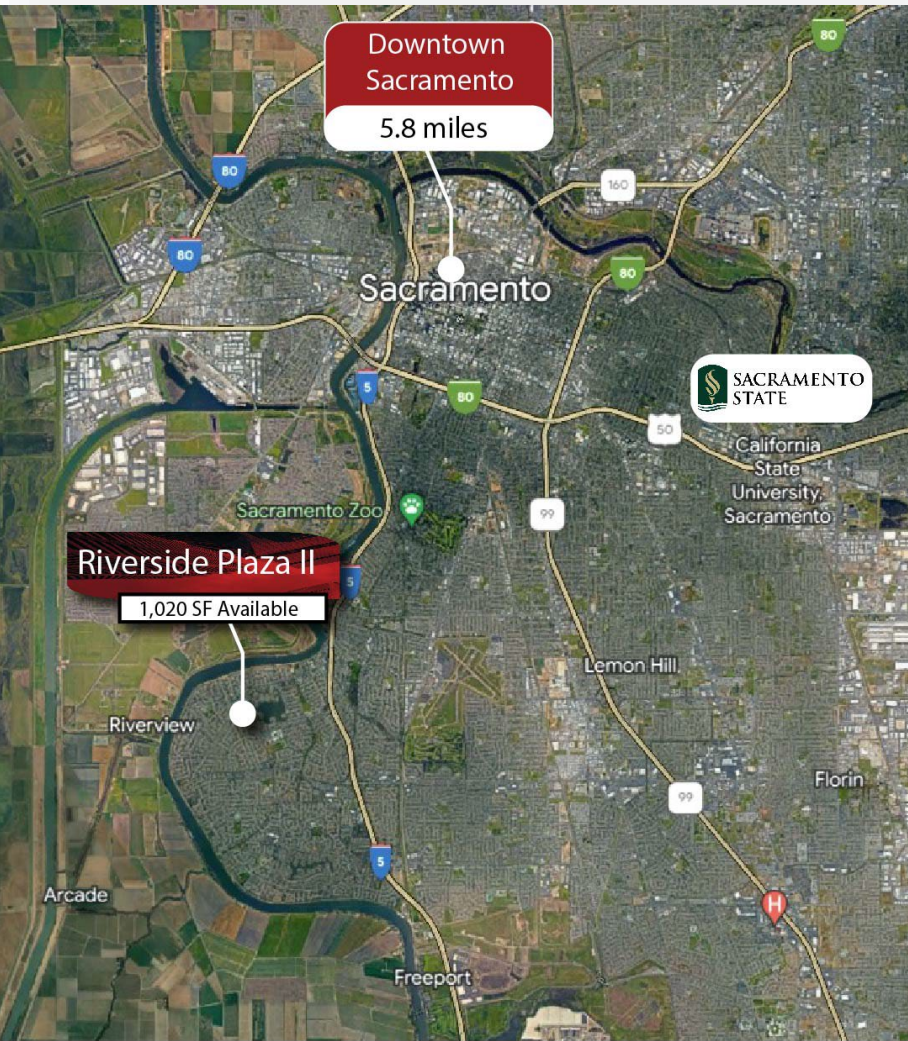 Downtown
Sacramento
5.8 miles
80
80
160
80
80
Sacramento
5
80
SACRAMENTO
STATE
50
California
State
University,
Sacramento
Sacramento Zoo
99
Riverside Plaza II
5
1,020 SF Available
Lemon Hill
Riverview
Florin
99
5
Arcade
H
Freeport